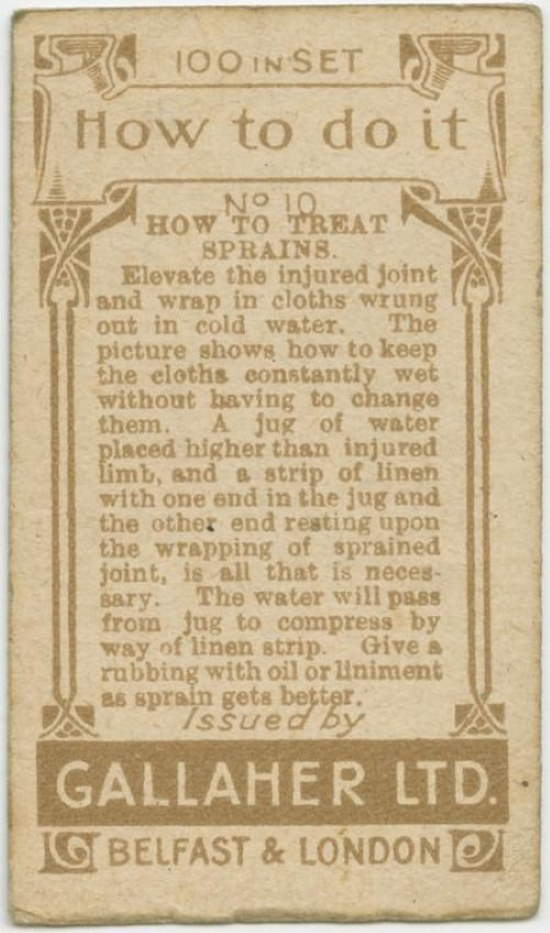 100 IN SET
How to do it
No 10
HOW TO TREAT
SPRAINS.
Elevate the injured joint
and wrap in cloths wrung
out in cold water. The
picture shows how to keep
the cloths constantly wet
without having to change
them. A jug of water
placed higher than injured
limb, and a strip of linen
with one end in the jug and
the other end resting upon
the wrapping of sprained
joint, is all that is neces-
sary. The water will pass
from jug to compress by
way of linen strip. Give a
rubbing with oil or liniment
as sprain gets better.
Issued by
GALLAHER LTD.
BELFAST & LONDON